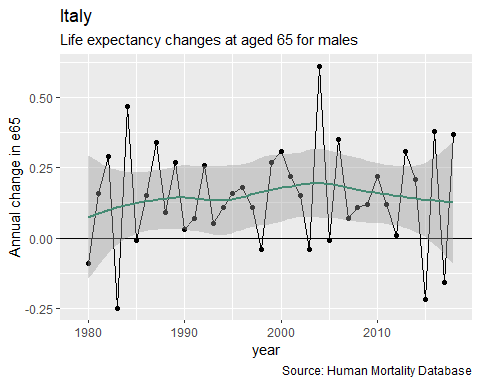 Italy
Life expectancy changes at aged 65 for males
Annual change in e65
0.50
0.25
0.00
-0.25
1980 1990 2000 2010
year
Source: Human Mortality Database